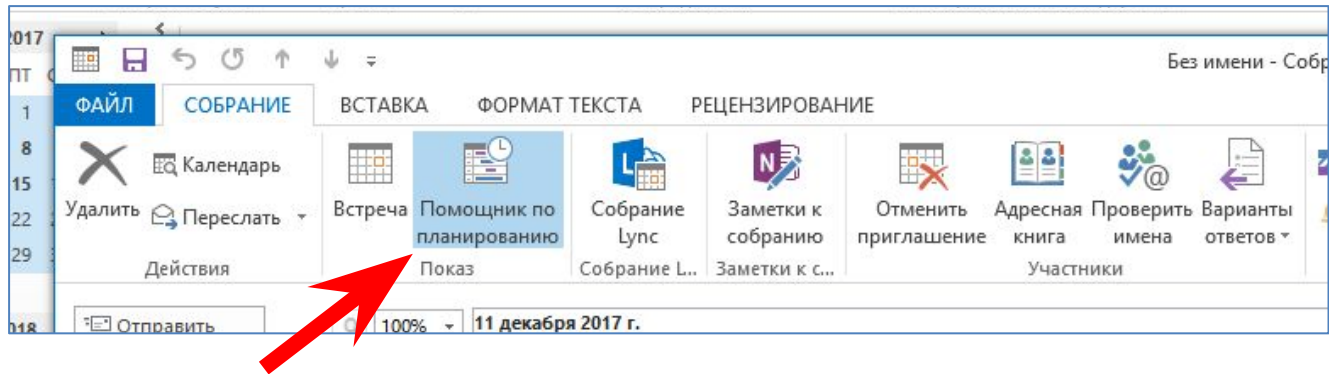 2017
Без имени - Собр
ПТ
ФАЙЛ СОБРАНИЕ ВСТАВКА ФОРМАТ ТЕКСТА РЕЦЕНЗИРОВАНИЕ
1
8
15
22
29
Календарь
Удалить Переслать
Встреча Помощник по планированию
Собрание Lync
Заметки к собранию
Отменить приглашение
Адресная книга
Проверить имена
Варианты ответов
Действия Показ Собрание L... Заметки к с... Участники
Отправить 100% 11 декабря 2017 г.